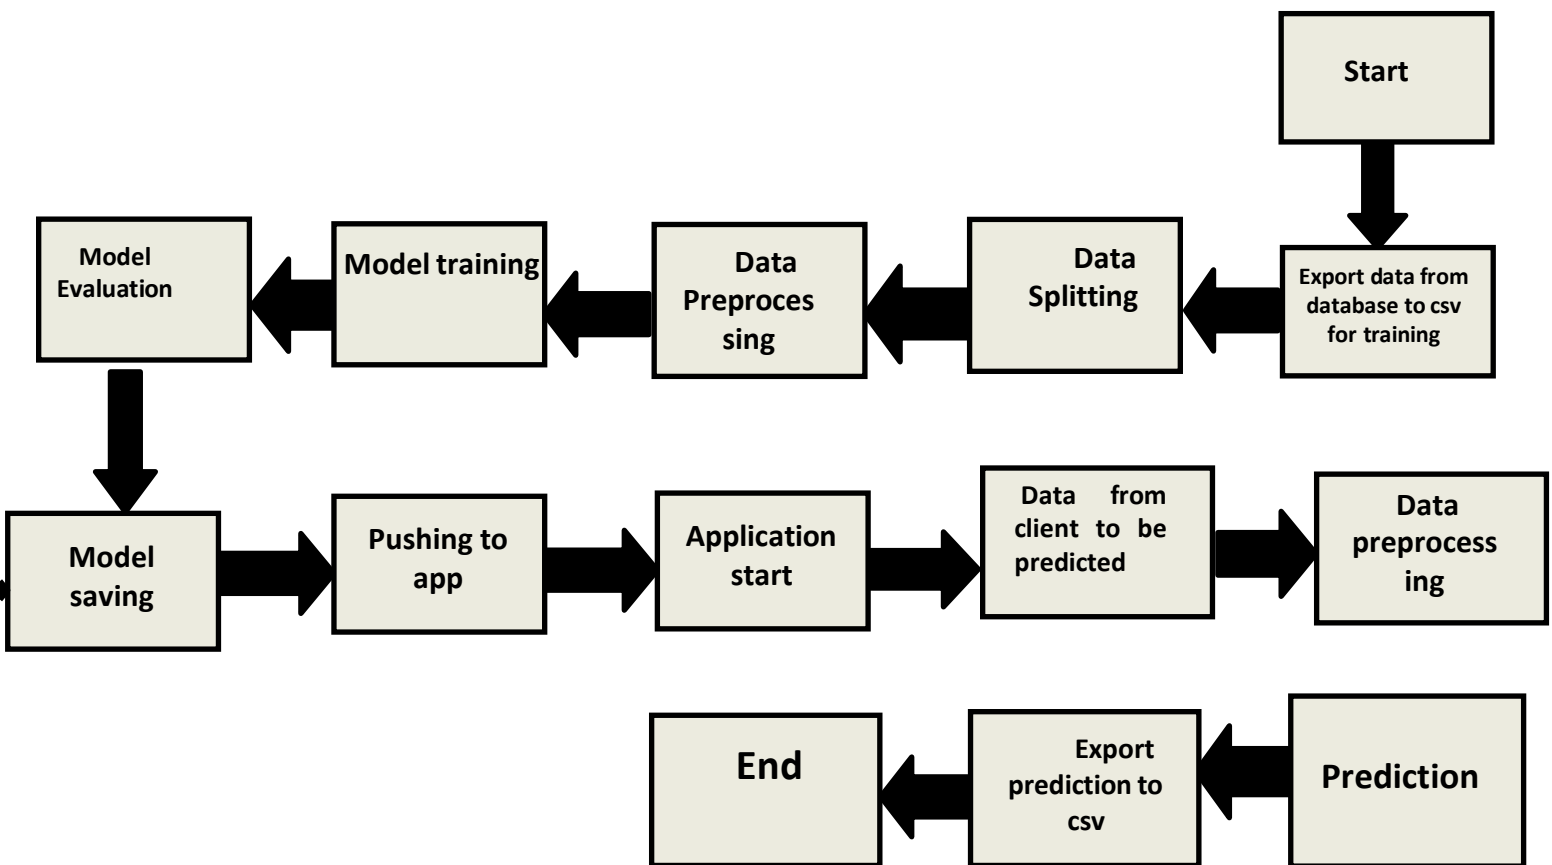 Start
Export data from
database to csv
for training
Data
Splitting
Data
Preproces
sing
Model training
Model
Evaluation
Model
saving
Pushing to
app
Application
start
Data from
client to be
predicted
Data
preprocess
ing
Prediction
Export
prediction to
csv
End